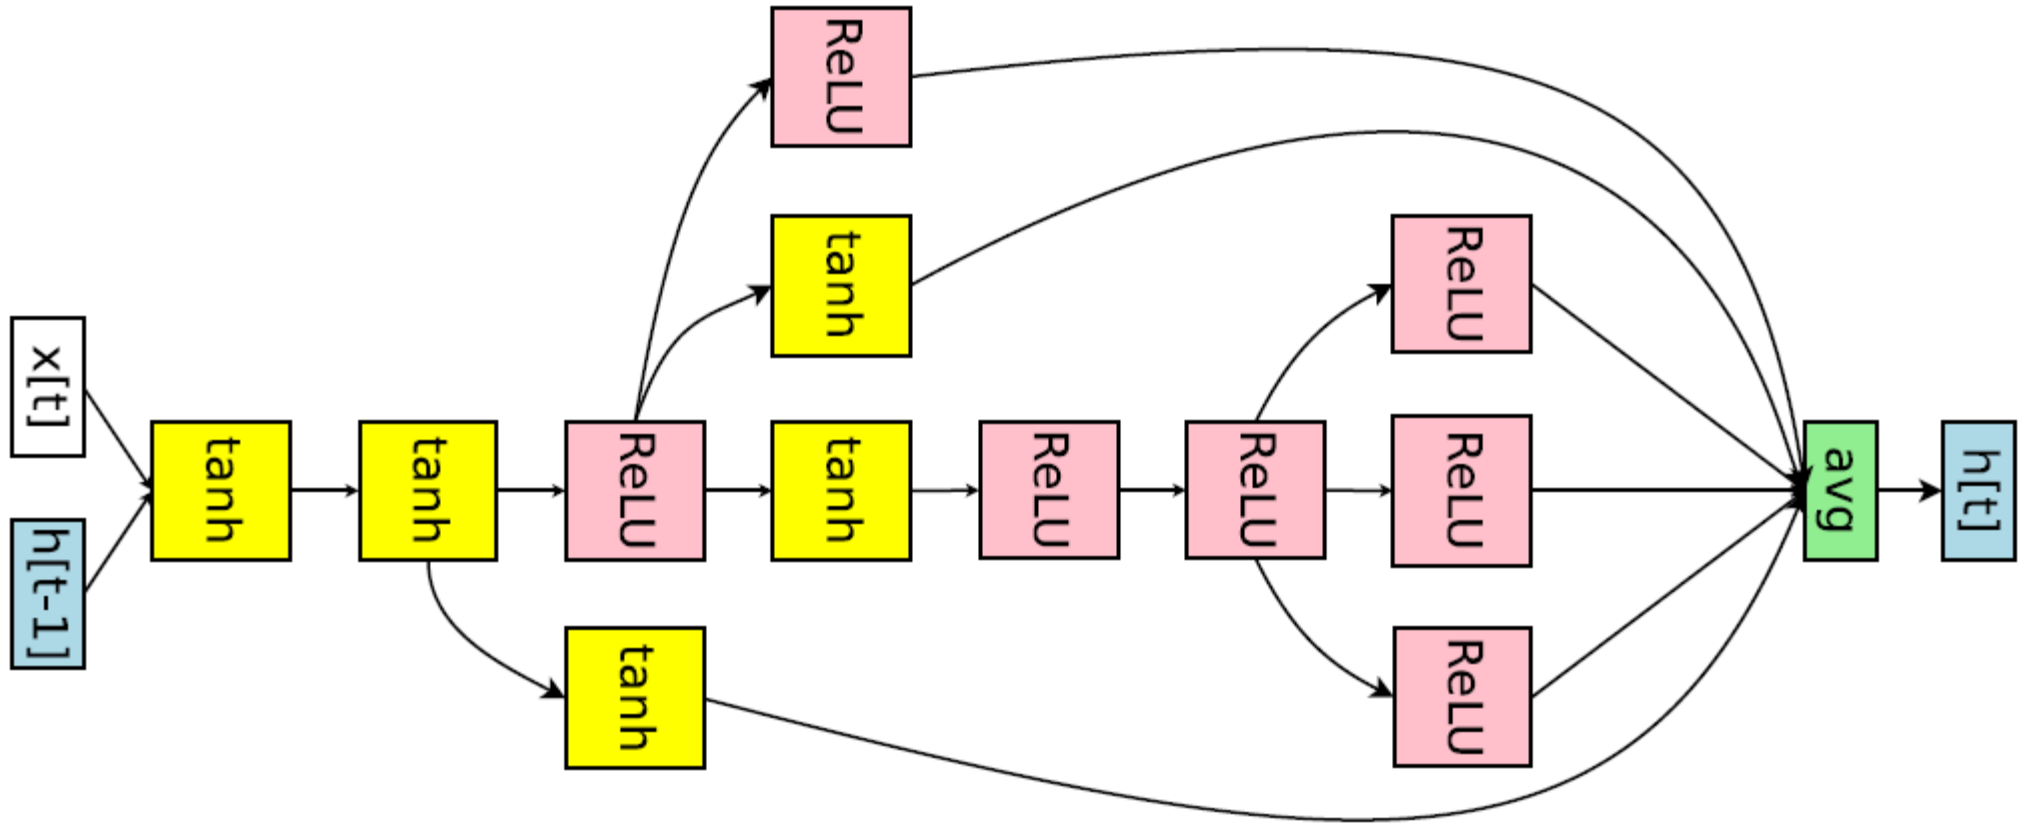 ReLU
tanh
ReLU
x[t]
h[t-1]
tanh
tanh
ReLU
tanh
ReLU
ReLU
ReLU
avg
h[t]
tanh
ReLU